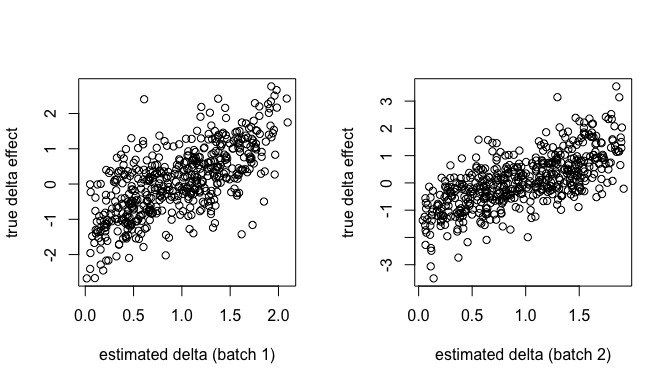 true delta effect
2
1
0
-1
-2
0.0 0.5 1.0 1.5 2.0
estimated delta (batch 1)
true delta effect
3
2
1
0
-1
-3
0.0 0.5 1.0 1.5
estimated delta (batch 2)